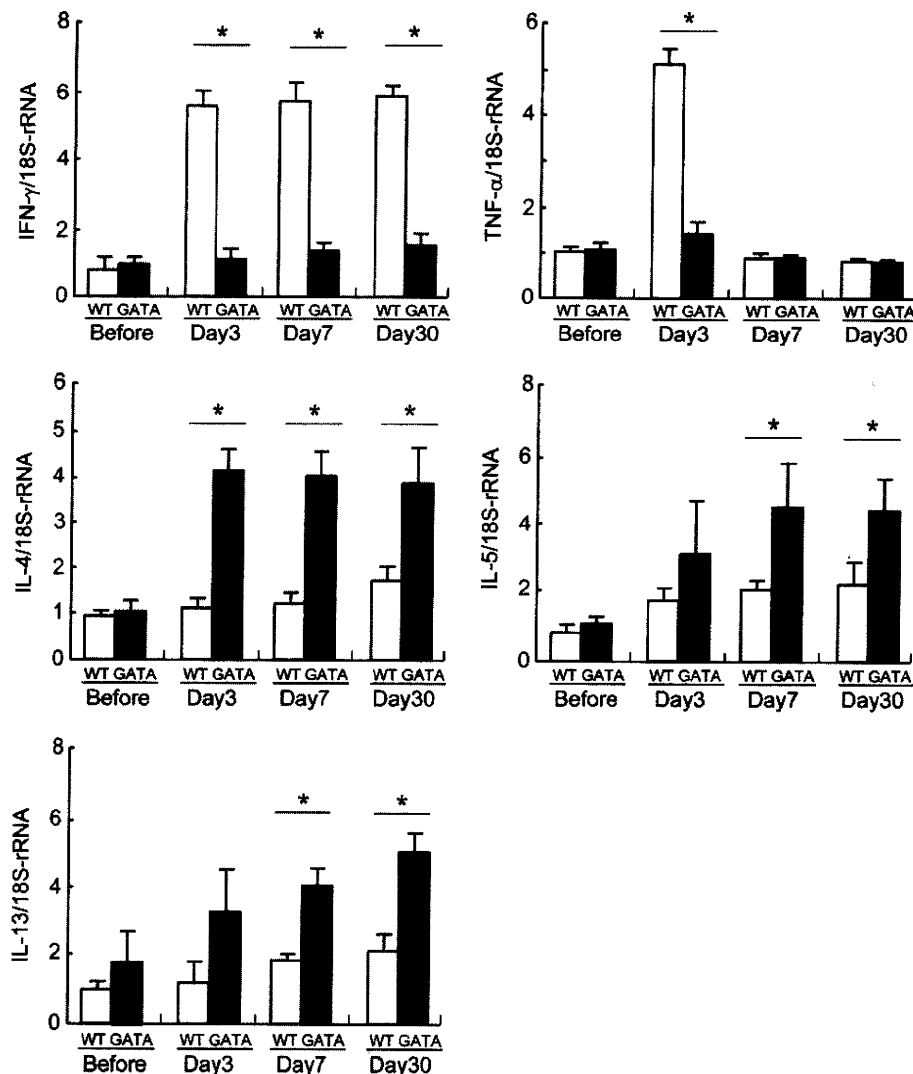 IFN-γ/18S-rRNA
8
6
4
2
0
* * *
WT GATA WT GATA WT GATA WT GATA
Before Day3 Day7 Day30
TNF-α/18S-rRNA
6
4
2
0
*
WT GATA WT GATA WT GATA WT GATA
Before Day3 Day7 Day30
IL-4/18S-rRNA
6
5
4
3
2
1
0
* * *
WT GATA WT GATA WT GATA WT GATA
Before Day3 Day7 Day30
IL-5/18S-rRNA
8
6
4
2
0
* *
WT GATA WT GATA WT GATA WT GATA
Before Day3 Day7 Day30
IL-13/18S-rRNA
8
6
4
2
0
* *
WT GATA WT GATA WT GATA WT GATA
Before Day3 Day7 Day30